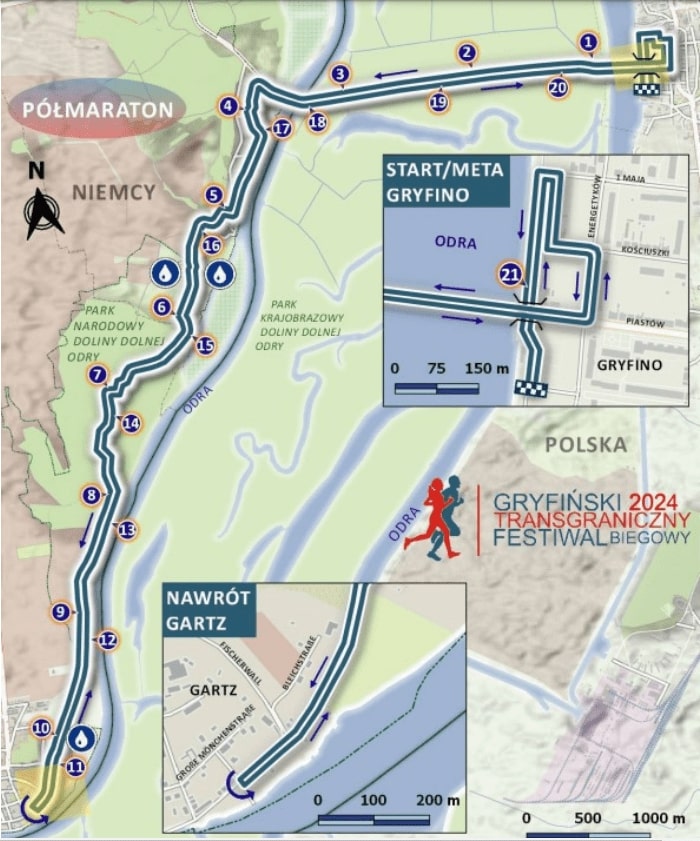 1
2
3
20
19
18
17
4
PÓŁMARATON
N
NIEMCY
5
16
6
15
PARK
NARODOWY
DOLINY DOLNEJ
ODRY
PARK
KRAJOBRAZOWY
DOLINY DOLNEJ
ODRY
7
ODRA
14
START/META
GRYFINO
ODRA
1 MAJA
ENERGETYKÓW
KOŚCIUSZKI
21
PIASTÓW
GRYFINO
0 75 150 m
POLSKA
8
13
ODRA
GRYFIŃSKI 2024
TRANSGRANICZNY
FESTIWAL BIEGOWY
9
12
10
11
NAWRÓT
GARTZ
FISCHERWALL
BLEICHSTRAßE
GARTZ
GROßE MÖNCHENSTRAßE
0 100 200 m
0 500 1000 m